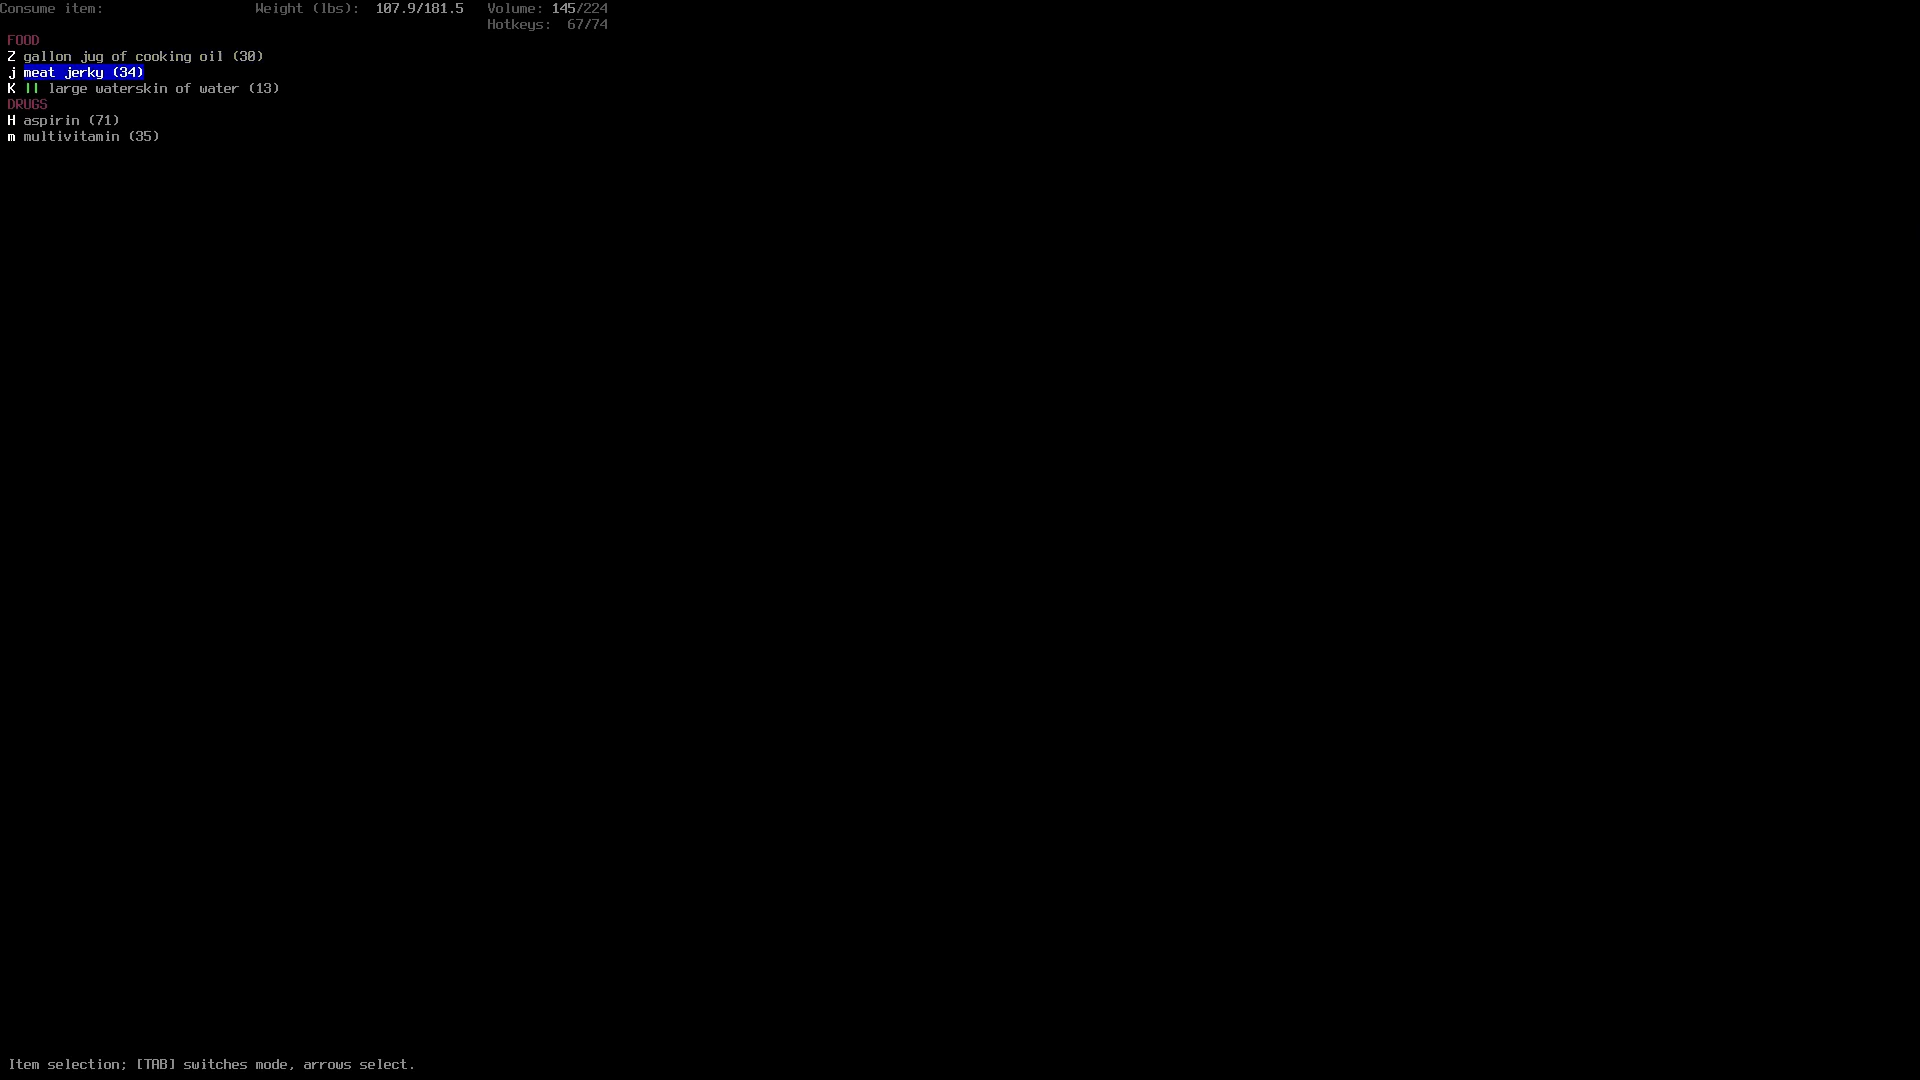 Consume item: Weight (lbs): 107.9/181.5 Volume: 145/224
Hotkeys: 67/74
FOOD
Z gallon jug of cooking oil (30)
j meat jerky (34)
K || large waterskin of water (13)
DRUGS
H aspirin (71)
m multivitamin (35)
Item selection; [TAB] switches mode, arrows select.